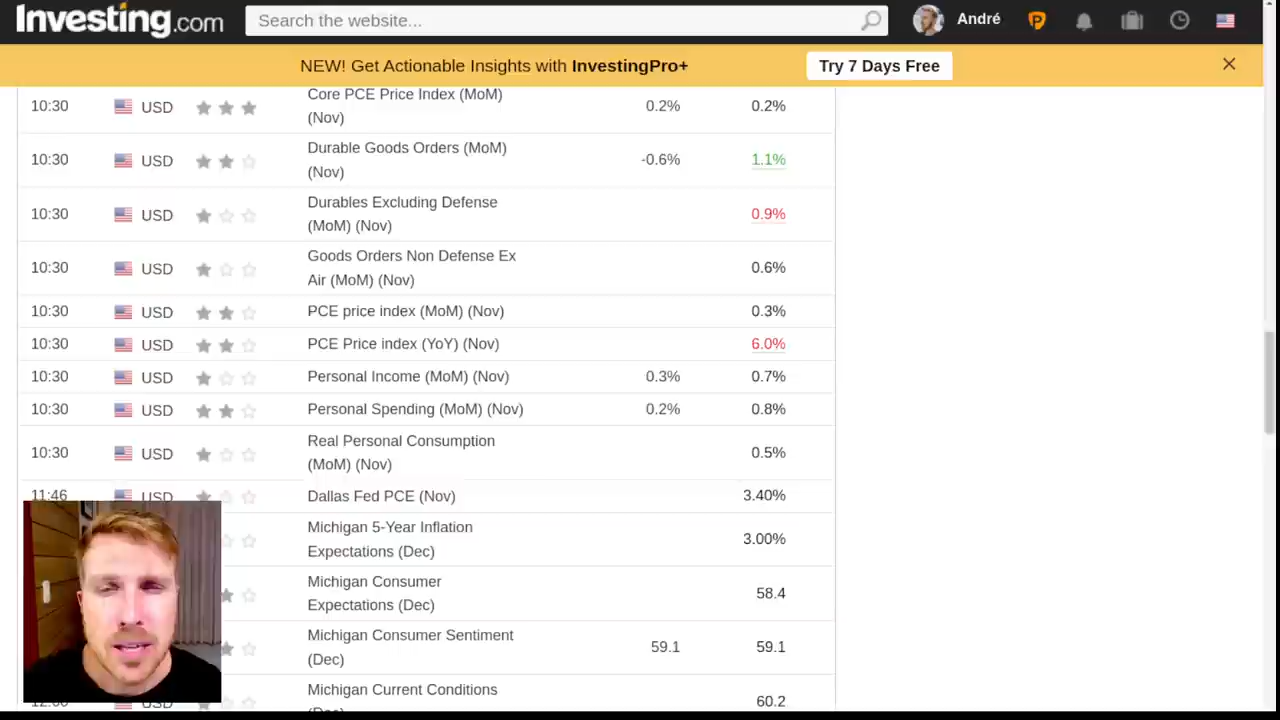 Investing.com
Search the website...
André
NEW! Get Actionable Insights with InvestingPro+
Try 7 Days Free
10:30 USD Core PCE Price Index (MoM) 0.2% 0.2%
(Nov)
10:30 USD Durable Goods Orders (MoM) -0.6% 1.1%
(Nov)
10:30 USD Durables Excluding Defense 0.9%
(MoM) (Nov)
10:30 USD Goods Orders Non Defense Ex 0.6%
Air (MoM) (Nov)
10:30 USD PCE price index (MoM) (Nov) 0.3%
10:30 USD PCE Price index (YoY) (Nov) 6.0%
10:30 USD Personal Income (MoM) (Nov) 0.3% 0.7%
10:30 USD Personal Spending (MoM) (Nov) 0.2% 0.8%
10:30 USD Real Personal Consumption 0.5%
(MoM) (Nov)
11:46 USD Dallas Fed PCE (Nov) 3.40%
Michigan 5-Year Inflation 3.00%
Expectations (Dec)
Michigan Consumer 58.4
Expectations (Dec)
Michigan Consumer Sentiment 59.1 59.1
(Dec)
Michigan Current Conditions 60.2